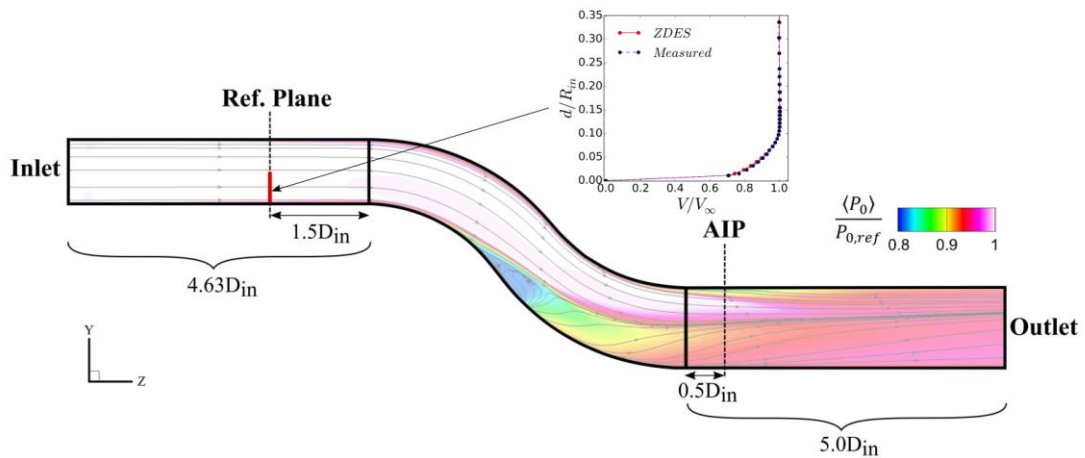 0.35
0.30
0.25
0.20
0.15
0.10
0.05
0.00
d/R_in
ZDES
Measured
0.0 0.2 0.4 0.6 0.8 1.0
V/V_∞
Ref. Plane
Inlet
1.5D_in
4.63D_in
⟨P_0⟩
P_0,ref
0.8 0.9 1
AIP
Outlet
0.5D_in
5.0D_in
Y
Z